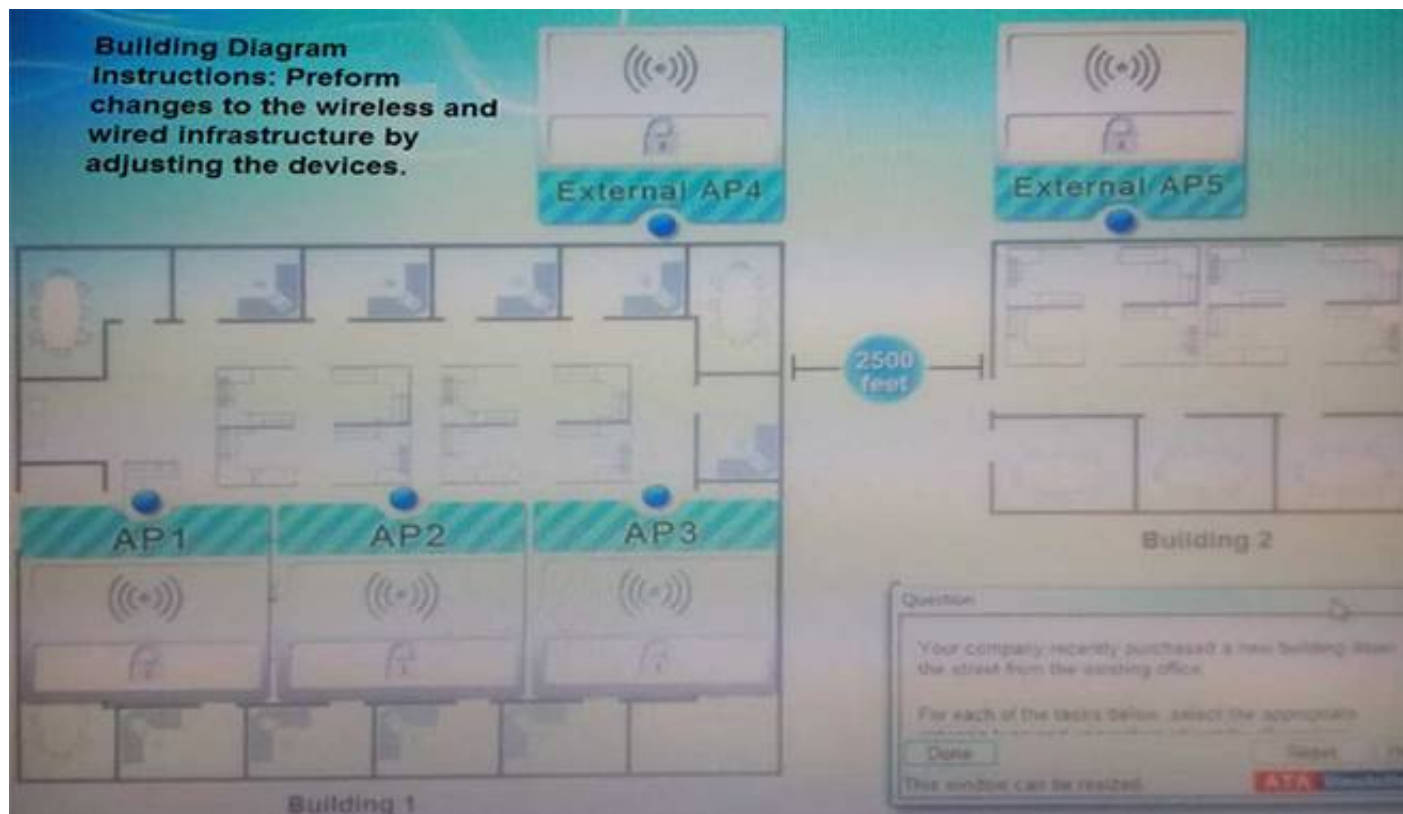 Building Diagram
Instructions: Preform
changes to the wireless and
wired infrastructure by
adjusting the devices.
External AP4
External AP5
2500
feet
AP1
AP2
AP3
Building 2
Building 1
Question
Your company recently purchased a new building down
the street from the existing office.
For each of the tasks below, select the appropriate
Done
Reset
This window can be resized.
ATA